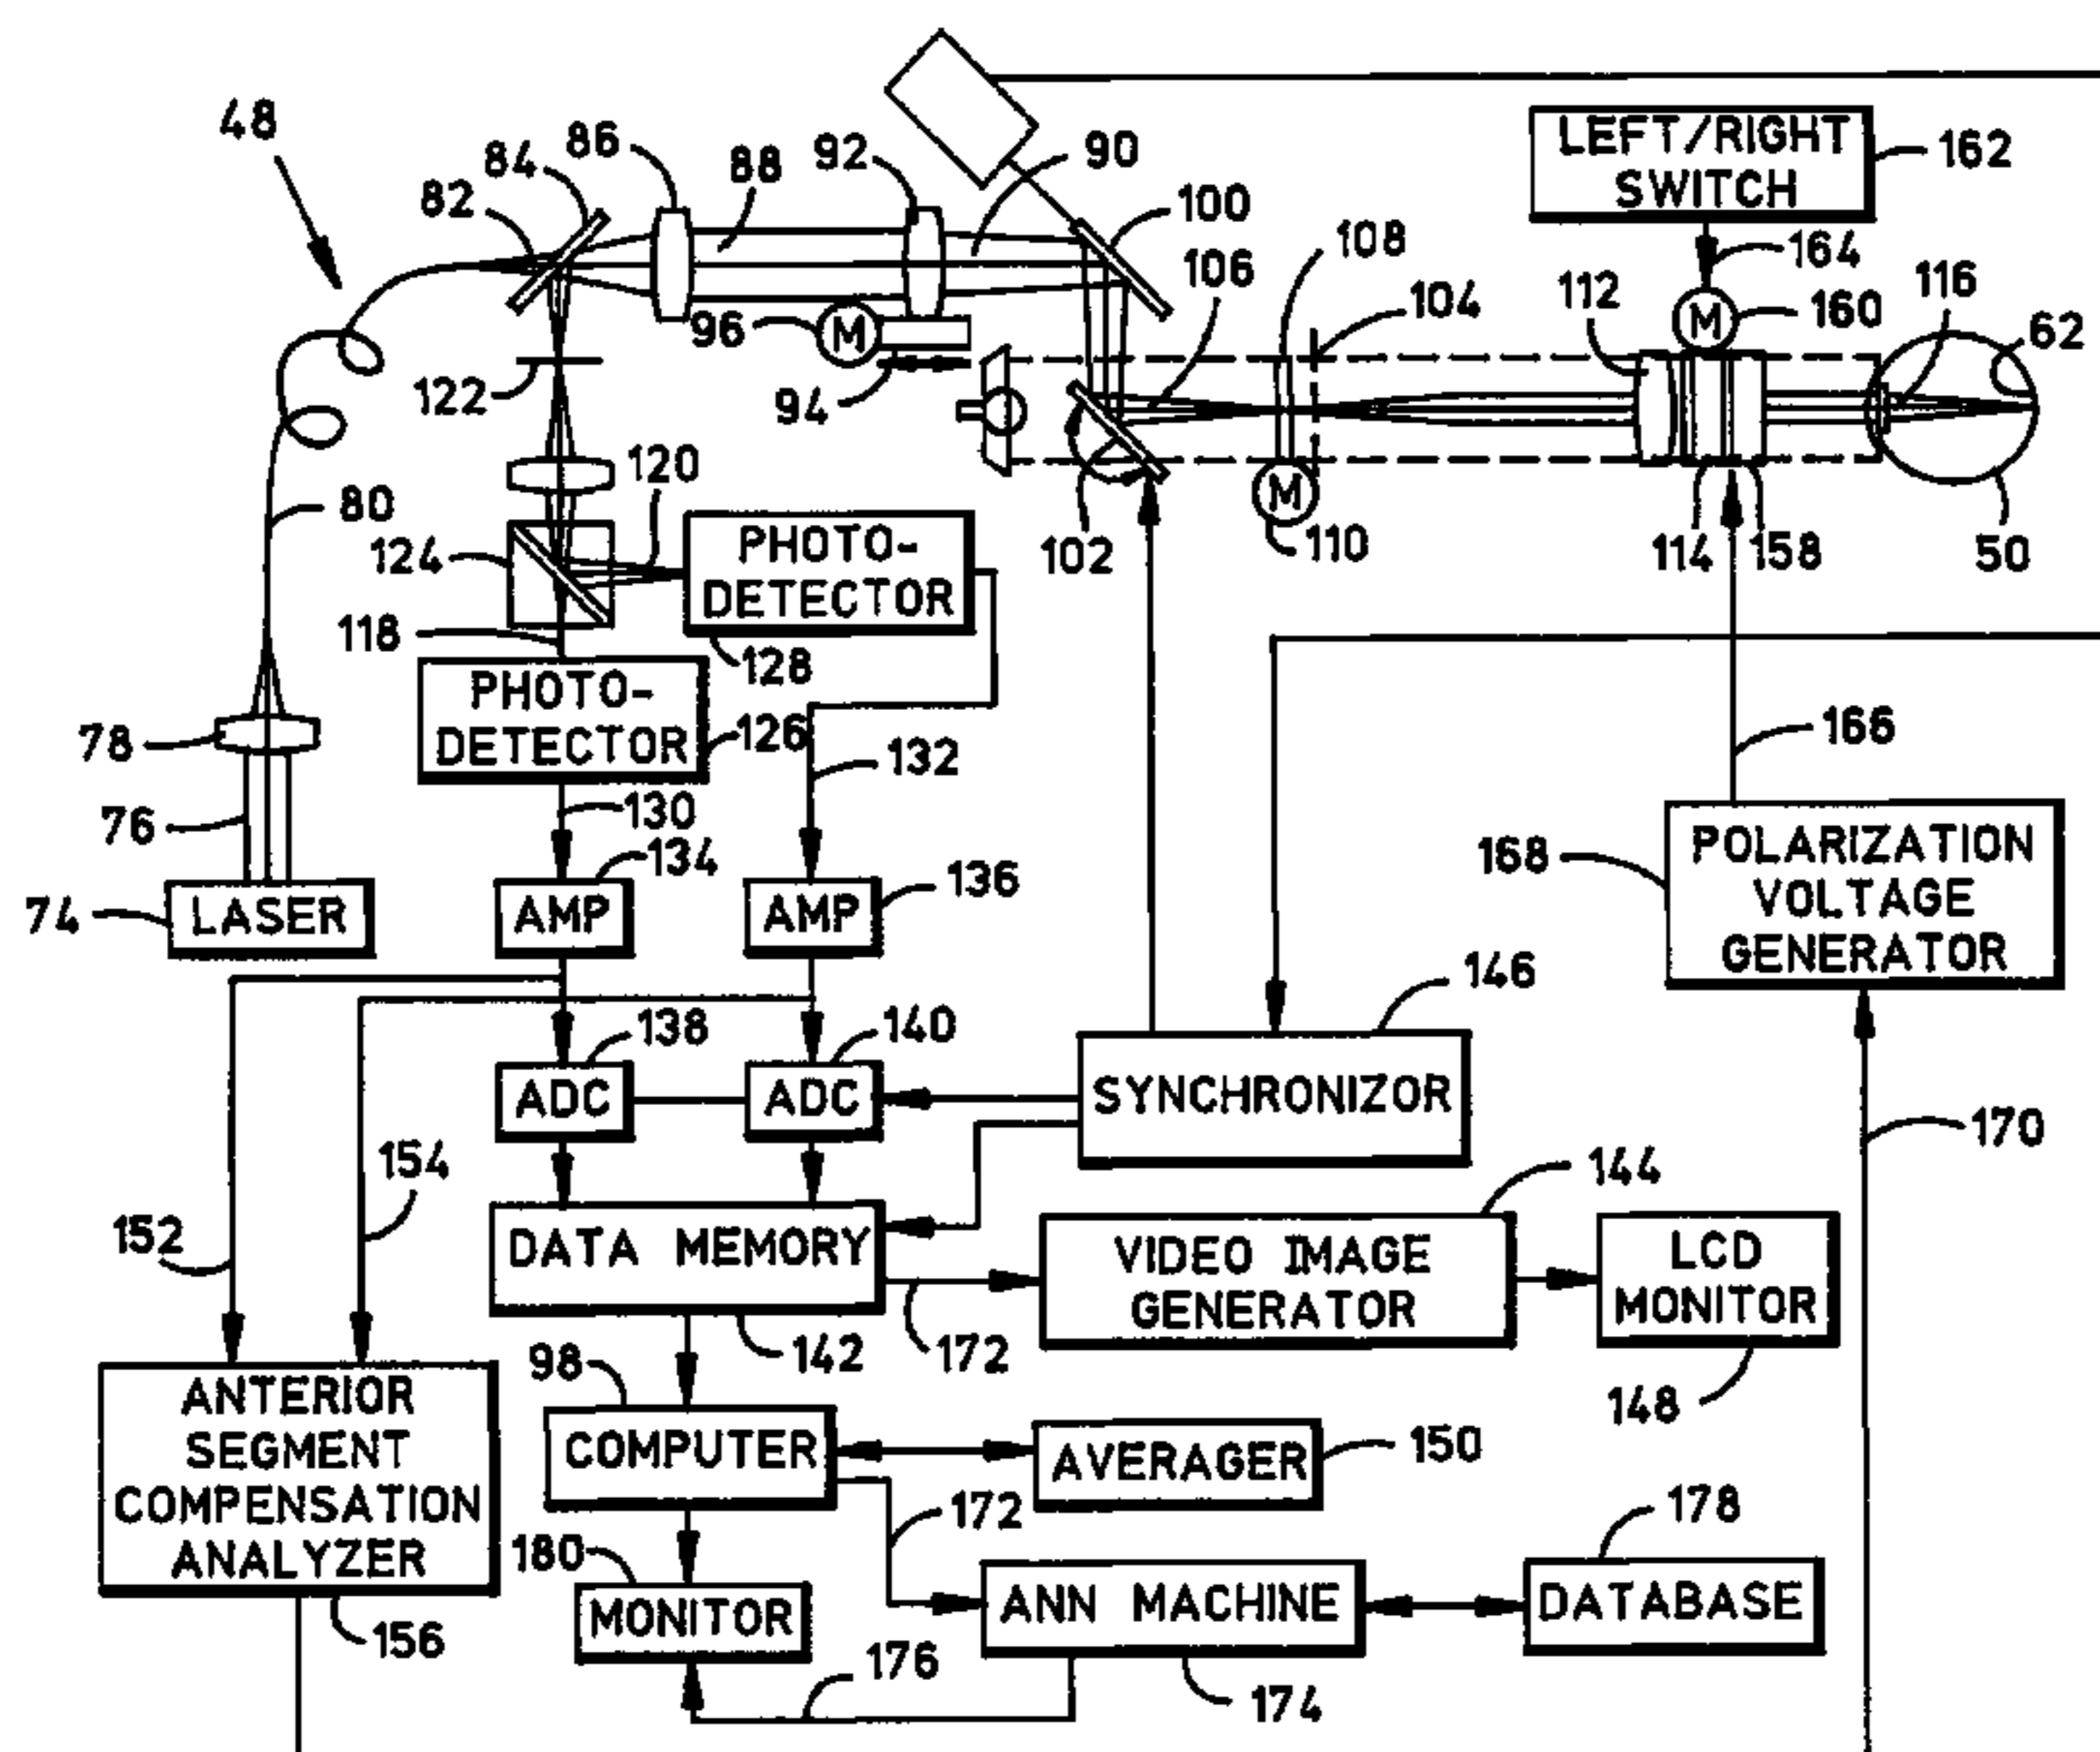 48
82
84
86
88
92
90
100
106
108
104
LEFT/RIGHT
SWITCH
162
164
112
M
160
116
62
96
M
94
122
120
80
124
PHOTO-
DETECTOR
102
M
110
114
158
50
118
128
PHOTO-
DETECTOR
126
78
132
166
76
130
134
136
168
POLARIZATION
VOLTAGE
GENERATOR
74
LASER
AMP
AMP
146
138
140
ADC
ADC
SYNCHRONIZOR
170
154
144
152
DATA MEMORY
VIDEO IMAGE
GENERATOR
LCD
MONITOR
98
142
172
148
ANTERIOR
SEGMENT
COMPENSATION
ANALYZER
COMPUTER
AVERAGER
150
172
178
180
MONITOR
ANN MACHINE
DATABASE
156
176
174